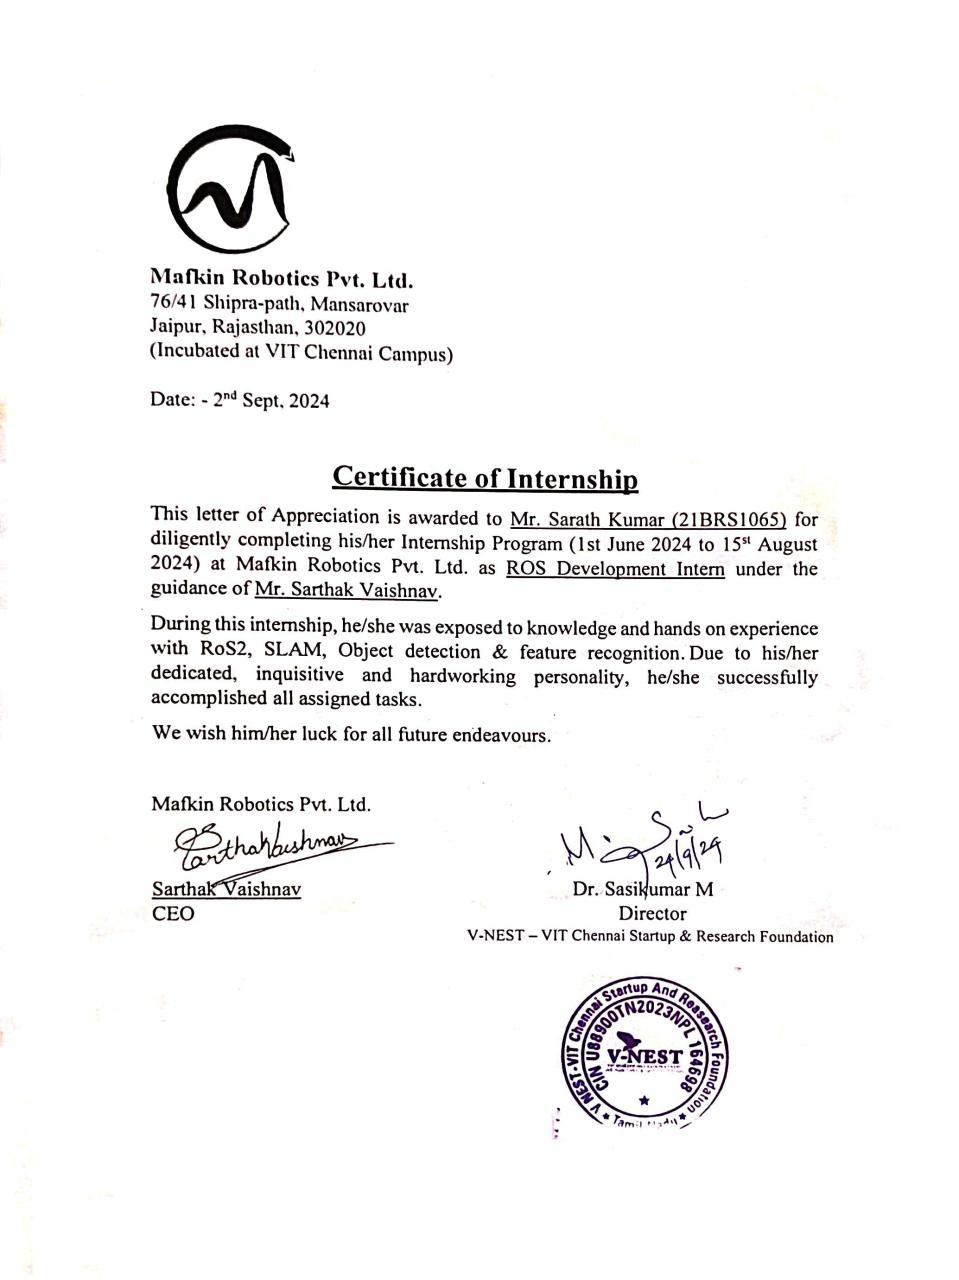 Mafkin Robotics Pvt. Ltd.
76/41 Shipra-path, Mansarovar
Jaipur, Rajasthan, 302020
(Incubated at VIT Chennai Campus)
Date: - 2nd Sept, 2024
Certificate of Internship
This letter of Appreciation is awarded to Mr. Sarath Kumar (21BRS1065) for
diligently completing his/her Internship Program (1st June 2024 to 15st August
2024) at Mafkin Robotics Pvt. Ltd. as ROS Development Intern under the
guidance of Mr. Sarthak Vaishnav.
During this internship, he/she was exposed to knowledge and hands on experience
with RoS2, SLAM, Object detection & feature recognition. Due to his/her
dedicated, inquisitive and hardworking personality, he/she successfully
accomplished all assigned tasks.
We wish him/her luck for all future endeavours.
Mafkin Robotics Pvt. Ltd.
SarthakVaishnav
Sarthak Vaishnav
CEO
24/9/24
Dr. Sasikumar M
Director
V-NEST – VIT Chennai Startup & Research Foundation
V NEST-VIT Chennai Startup And Reasearch Foundation
CIN U88900TN2023NPL 164698
V-NEST
Tamil Nadu